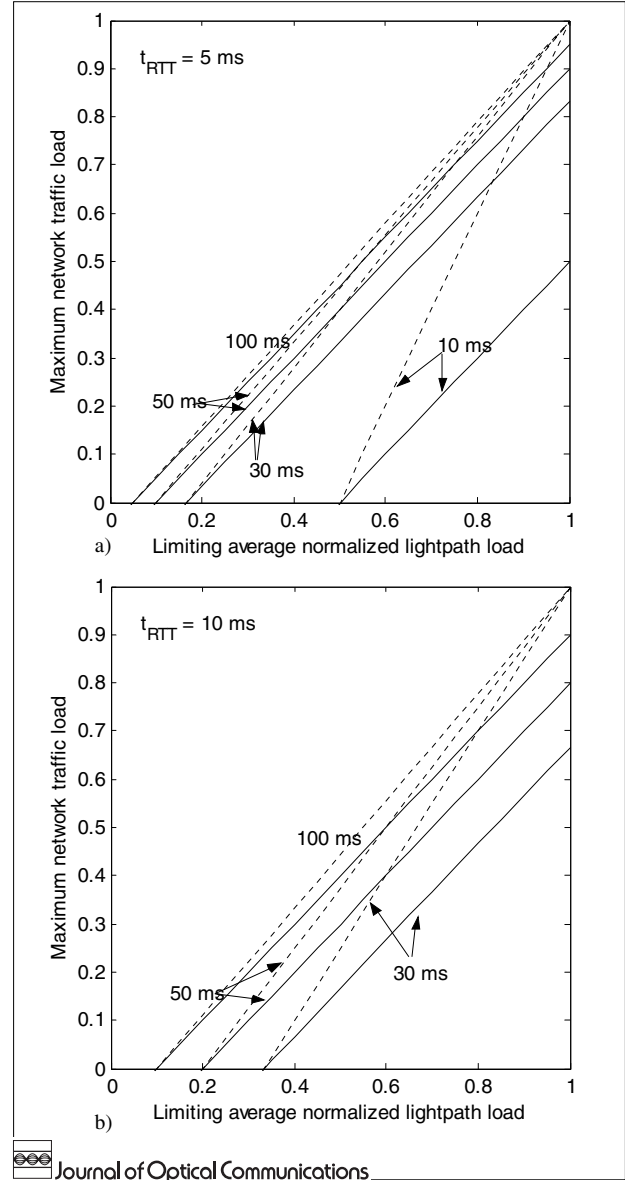 1
t_RTT = 5 ms
0.9
0.8
0.7
0.6
0.5
0.4
0.3
0.2
0.1
0
Maximum network traffic load
100 ms
50 ms
30 ms
10 ms
0 0.2 0.4 0.6 0.8 1
a) Limiting average normalized lightpath load
1
t_RTT = 10 ms
0.9
0.8
0.7
0.6
0.5
0.4
0.3
0.2
0.1
0
Maximum network traffic load
100 ms
50 ms
30 ms
0 0.2 0.4 0.6 0.8 1
Limiting average normalized lightpath load
b)
Journal of Optical Communications